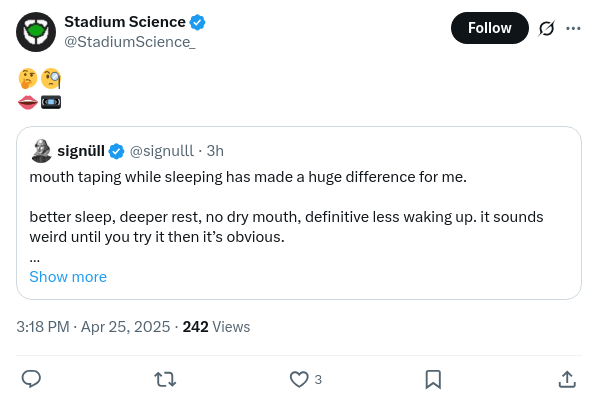 Stadium Science
@StadiumScience_
Follow
🤔🧐
👄📼
signüll @signulll · 3h
mouth taping while sleeping has made a huge difference for me.
better sleep, deeper rest, no dry mouth, definitive less waking up. it sounds
weird until you try it then it’s obvious.
...
Show more
3:18 PM · Apr 25, 2025 · 242 Views
3